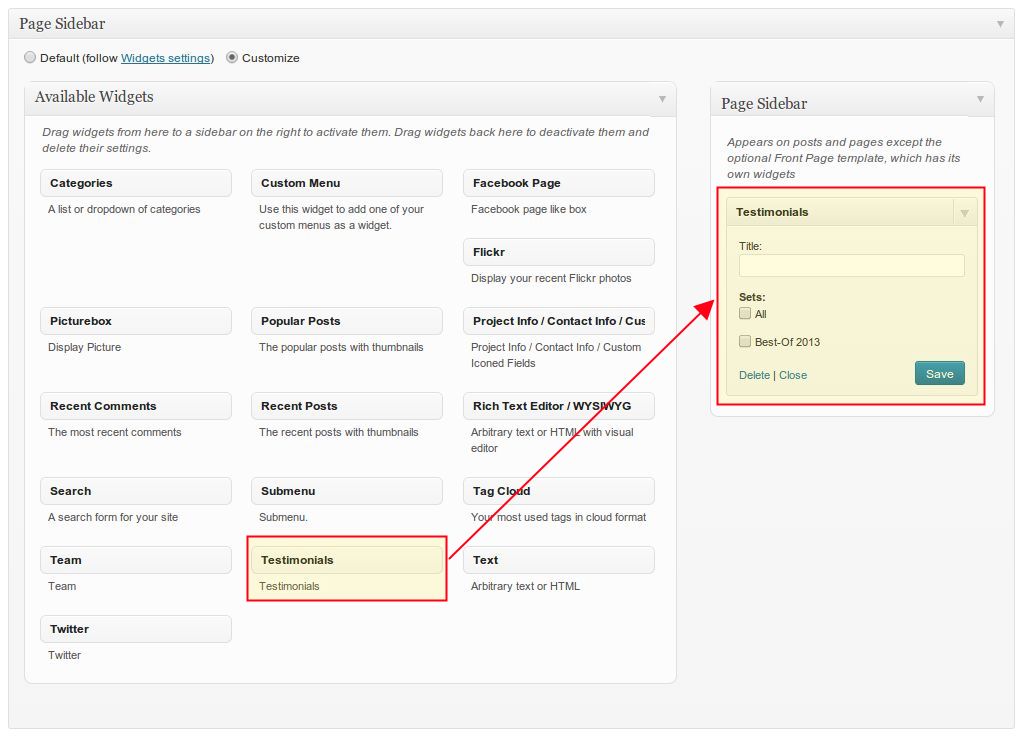 Page Sidebar
Default (follow Widgets settings) Customize
Available Widgets
Drag widgets from here to a sidebar on the right to activate them. Drag widgets back here to deactivate them and
delete their settings.
Categories
A list or dropdown of categories
Custom Menu
Use this widget to add one of your
custom menus as a widget.
Facebook Page
Facebook page like box
Flickr
Display your recent Flickr photos
Picturebox
Display Picture
Popular Posts
The popular posts with thumbnails
Project Info / Contact Info / Cus
Project Info / Contact Info / Custom
Iconed Fields
Recent Comments
The most recent comments
Recent Posts
The recent posts with thumbnails
Rich Text Editor / WYSIWYG
Arbitrary text or HTML with visual
editor
Search
A search form for your site
Submenu
Submenu.
Tag Cloud
Your most used tags in cloud format
Team
Team
Testimonials
Testimonials
Text
Arbitrary text or HTML
Twitter
Twitter
Page Sidebar
Appears on posts and pages except the
optional Front Page template, which has its
own widgets
Testimonials
Title:
Sets:
All
Best-Of 2013
Delete | Close
Save